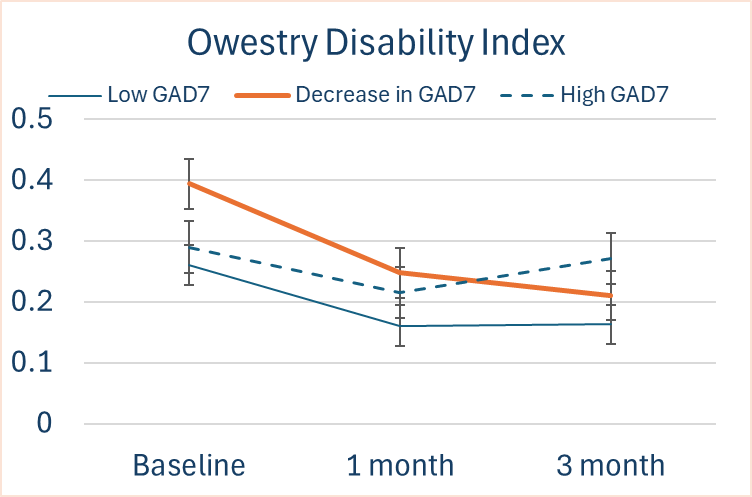 Owestry Disability Index
Low GAD7 Decrease in GAD7 High GAD7
0.5
0.4
0.3
0.2
0.1
0
Baseline 1 month 3 month